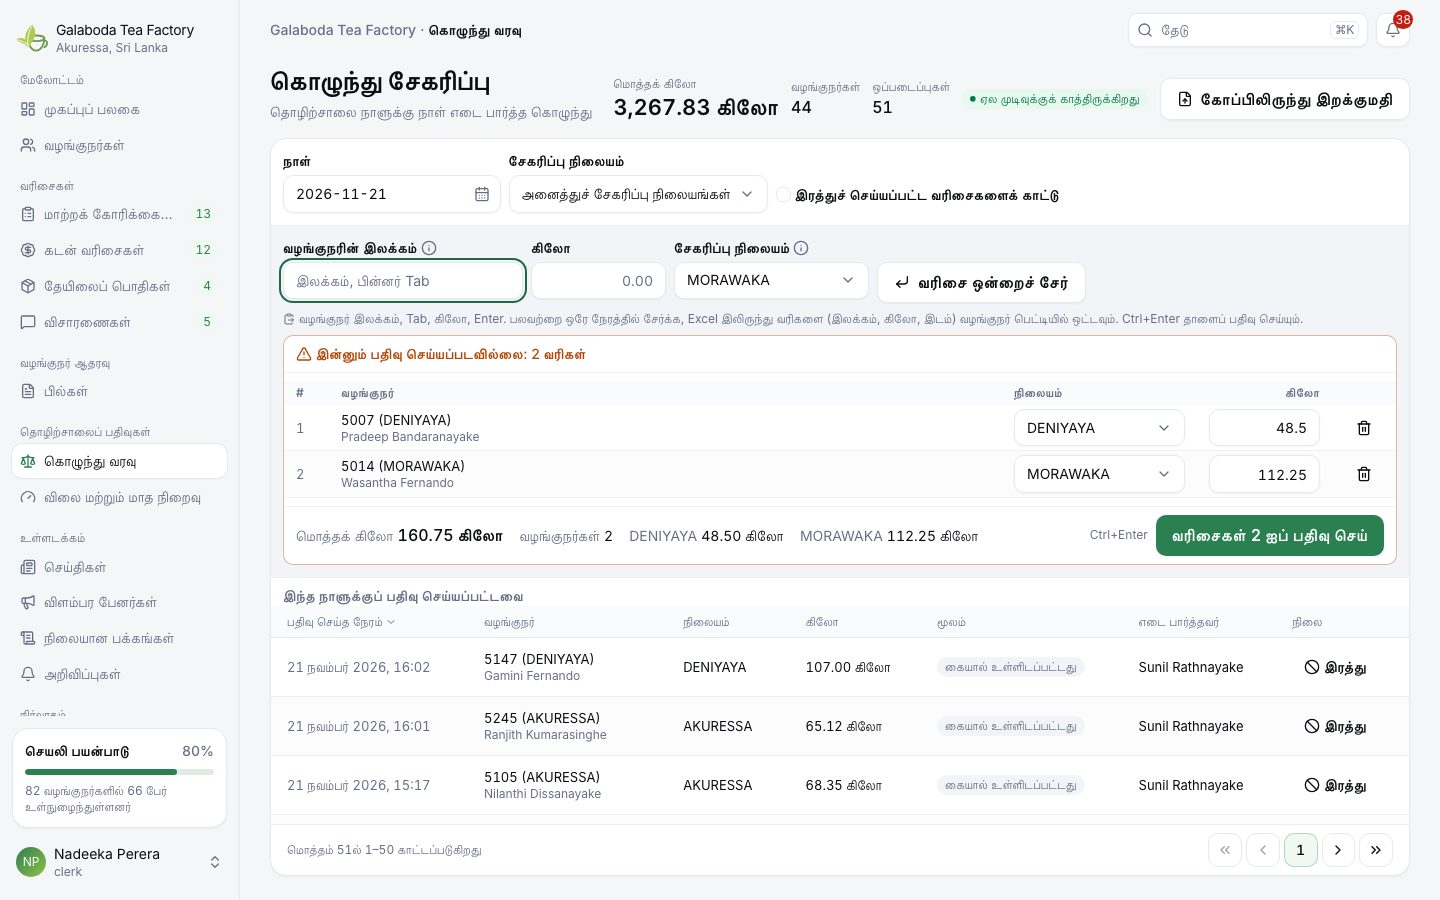 Galaboda Tea Factory
Akuressa, Sri Lanka
மேலோட்டம்
முகப்புப் பலகை
வழங்குநர்கள்
வரிசைகள்
மாற்றக் கோரிக்கை... 13
கடன் வரிசைகள் 12
தேயிலைப் பொதிகள் 4
விசாரணைகள் 5
வழங்குநர் ஆதரவு
பில்கள்
தொழிற்சாலைப் பதிவுகள்
கொழுந்து வரவு
விலை மற்றும் மாத நிறைவு
உள்ளடக்கம்
செய்திகள்
விளம்பர பேனர்கள்
நிலையான பக்கங்கள்
அறிவிப்புகள்
நிர்வாகம்
செயலி பயன்பாடு 80%
82 வழங்குநர்களில் 66 பேர்
உள்நுழைந்துள்ளனர்
NP
Nadeeka Perera
clerk
Galaboda Tea Factory · கொழுந்து வரவு
தேடு ⌘K
38
கொழுந்து சேகரிப்பு
தொழிற்சாலை நாளுக்கு நாள் எடை பார்த்த கொழுந்து
மொத்தக் கிலோ
3,267.83 கிலோ
வழங்குநர்கள்
44
ஒப்படைப்புகள்
51
ஏல முடிவுக்குக் காத்திருக்கிறது
கோப்பிலிருந்து இறக்குமதி
நாள்
2026-11-21
சேகரிப்பு நிலையம்
அனைத்துச் சேகரிப்பு நிலையங்கள்
இரத்துச் செய்யப்பட்ட வரிசைகளைக் காட்டு
வழங்குநரின் இலக்கம்
இலக்கம், பின்னர் Tab
கிலோ
0.00
சேகரிப்பு நிலையம்
MORAWAKA
வரிசை ஒன்றைச் சேர்
வழங்குநர் இலக்கம், Tab, கிலோ, Enter. பலவற்றை ஒரே நேரத்தில் சேர்க்க, Excel இலிருந்து வரிகளை (இலக்கம், கிலோ, இடம்) வழங்குநர் பெட்டியில் ஒட்டவும். Ctrl+Enter தாளைப் பதிவு செய்யும்.
இன்னும் பதிவு செய்யப்படவில்லை: 2 வரிகள்
# வழங்குநர் நிலையம் கிலோ
1 5007 (DENIYAYA) DENIYAYA 48.5
Pradeep Bandaranayake
2 5014 (MORAWAKA) MORAWAKA 112.25
Wasantha Fernando
மொத்தக் கிலோ 160.75 கிலோ வழங்குநர்கள் 2 DENIYAYA 48.50 கிலோ MORAWAKA 112.25 கிலோ Ctrl+Enter வரிசைகள் 2 ஐப் பதிவு செய்
இந்த நாளுக்குப் பதிவு செய்யப்பட்டவை
பதிவு செய்த நேரம் வழங்குநர் நிலையம் கிலோ மூலம் எடை பார்த்தவர் நிலை
21 நவம்பர் 2026, 16:02 5147 (DENIYAYA) DENIYAYA 107.00 கிலோ கையால் உள்ளிடப்பட்டது Sunil Rathnayake இரத்து
Gamini Fernando
21 நவம்பர் 2026, 16:01 5245 (AKURESSA) AKURESSA 65.12 கிலோ கையால் உள்ளிடப்பட்டது Sunil Rathnayake இரத்து
Ranjith Kumarasinghe
21 நவம்பர் 2026, 15:17 5105 (AKURESSA) AKURESSA 68.35 கிலோ கையால் உள்ளிடப்பட்டது Sunil Rathnayake இரத்து
Nilanthi Dissanayake
மொத்தம் 51ல் 1–50 காட்டப்படுகிறது
1